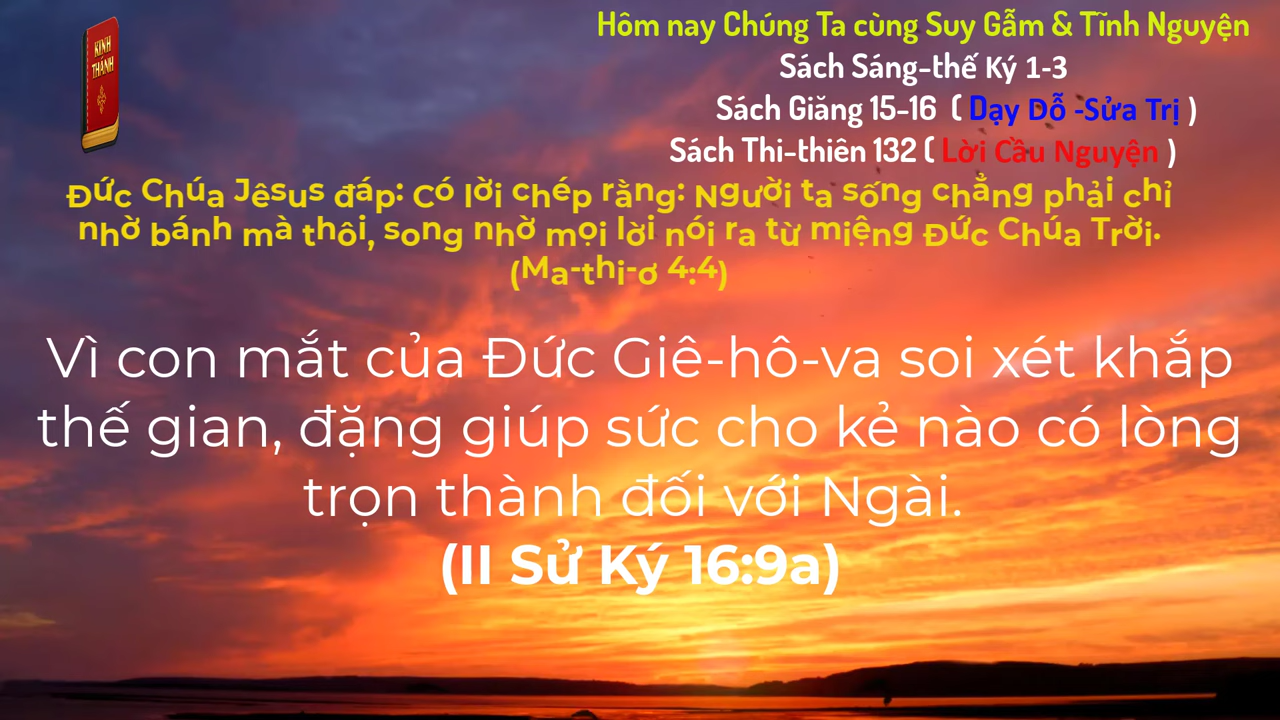 KINH
THÁNH
Hôm nay Chúng Ta cùng Suy Gẫm & Tĩnh Nguyện
Sách Sáng-thế Ký 1-3
Sách Giăng 15-16 ( Dạy Dỗ -Sửa Trị )
Sách Thi-thiên 132 ( Lời Cầu Nguyện )
Đức Chúa Jêsus đáp: Có lời chép rằng: Người ta sống chẳng phải chỉ
nhờ bánh mà thôi, song nhờ mọi lời nói ra từ miệng Đức Chúa Trời.
(Ma-thi-ơ 4:4)
Vì con mắt của Đức Giê-hô-va soi xét khắp
thế gian, đặng giúp sức cho kẻ nào có lòng
trọn thành đối với Ngài.
(II Sử Ký 16:9a)